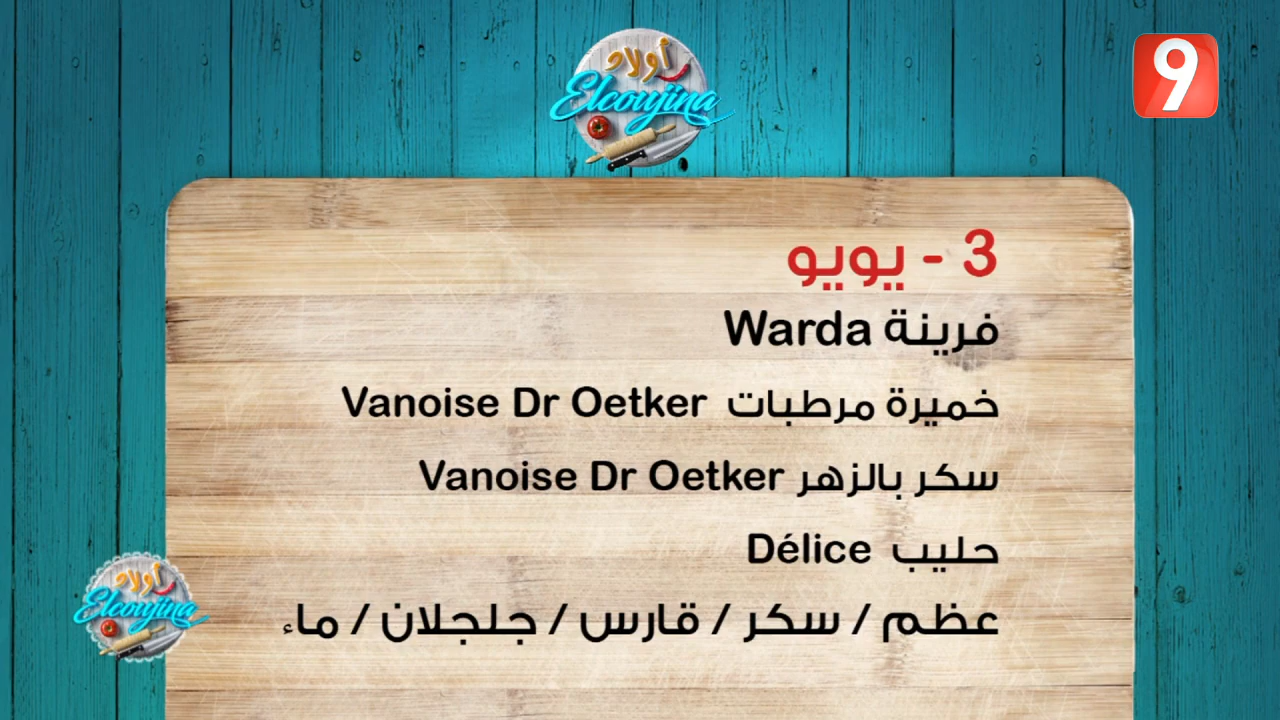 أولاد
Elcoujina
9
3 - يويو
فرينة Warda
خميرة مرطبات Vanoise Dr Oetker
سكر بالزهر Vanoise Dr Oetker
حليب Délice
عظم / سكر / قارس / جلجلان / ماء
أولاد
Elcoujina